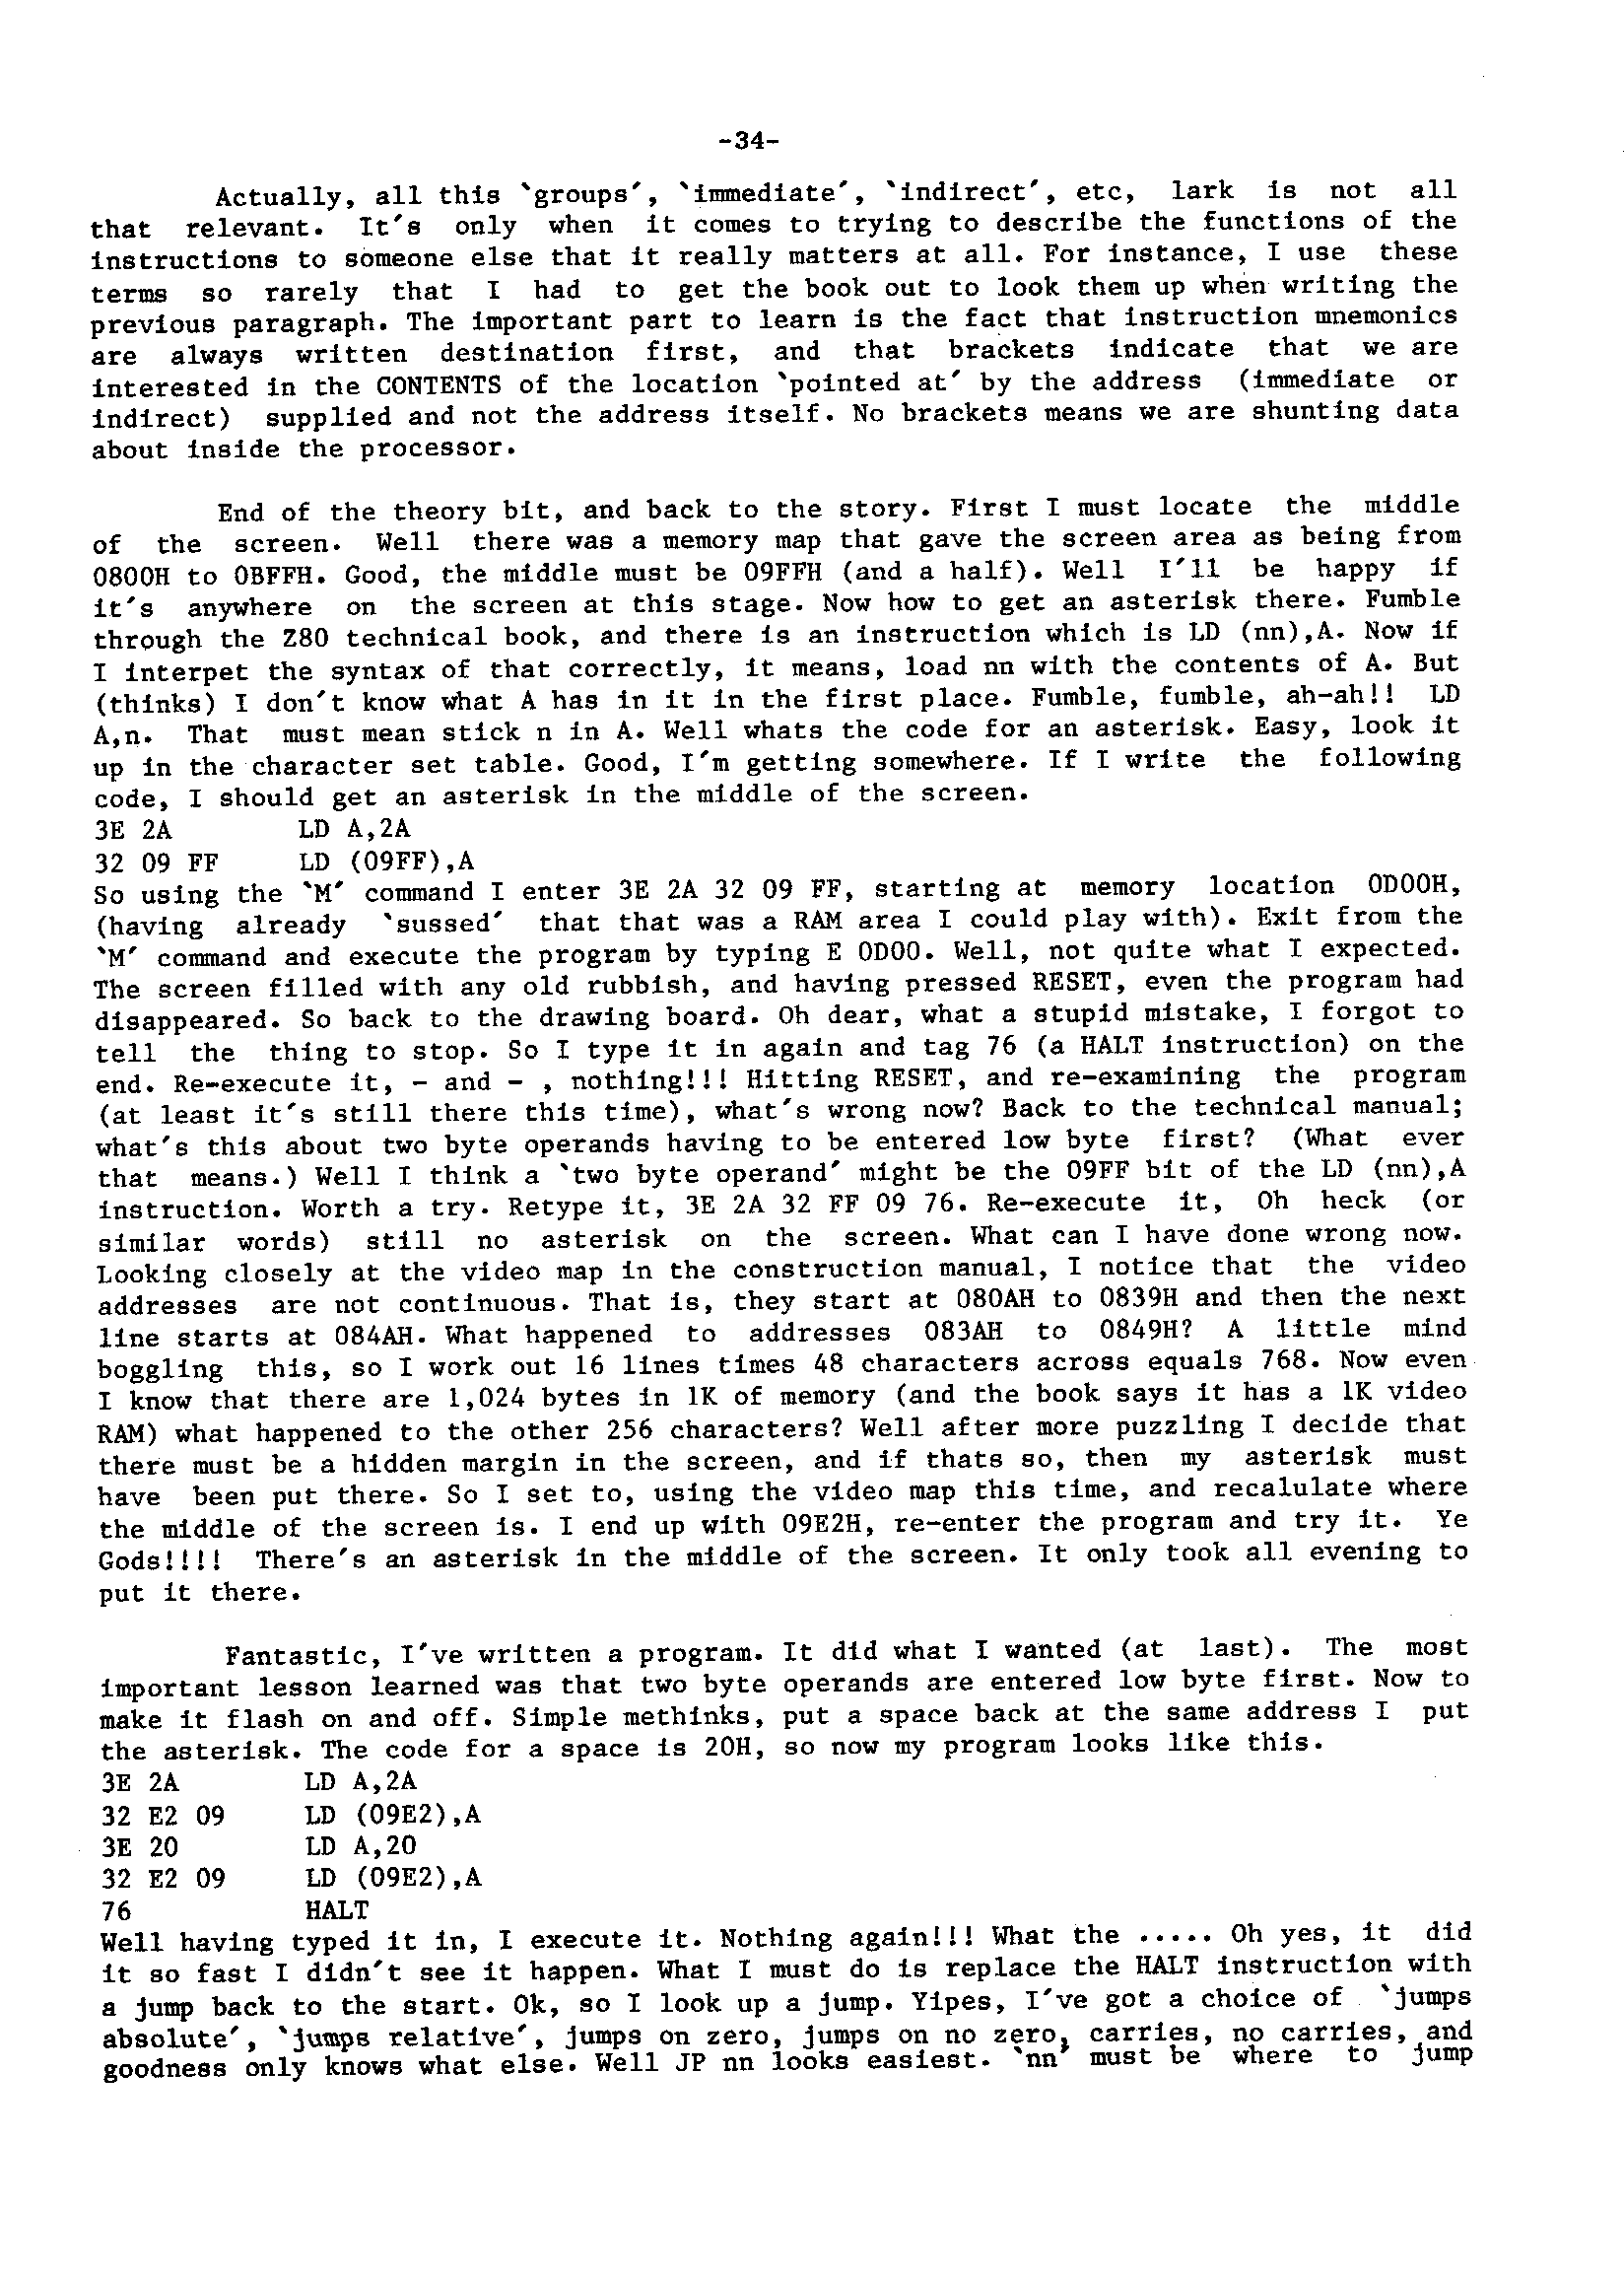 -34-
Actually, all this `groups', `immediate', `indirect', etc, lark is not all
that relevant. It's only when it comes to trying to describe the functions of the
instructions to someone else that it really matters at all. For instance, I use these
terms so rarely that I had to get the book out to look them up when writing the
previous paragraph. The important part to learn is the fact that instruction mnemonics
are always written destination first, and that brackets indicate that we are
interested in the CONTENTS of the location `pointed at' by the address (immediate or
indirect) supplied and not the address itself. No brackets means we are shunting data
about inside the processor.
End of the theory bit, and back to the story. First I must locate the middle
of the screen. Well there was a memory map that gave the screen area as being from
0800H to 0BFFH. Good, the middle must be 09FFH (and a half). Well I'll be happy if
it's anywhere on the screen at this stage. Now how to get an asterisk there. Fumble
through the Z80 technical book, and there is an instruction which is LD (nn),A. Now if
I interpet the syntax of that correctly, it means, load nn with the contents of A. But
(thinks) I don't know what A has in it in the first place. Fumble, fumble, ah-ah!! LD
A,n. That must mean stick n in A. Well whats the code for an asterisk. Easy, look it
up in the character set table. Good, I'm getting somewhere. If I write the following
code, I should get an asterisk in the middle of the screen.
3E 2A LD A,2A
32 09 FF LD (09FF),A
So using the `M' command I enter 3E 2A 32 09 FF, starting at memory location 0D00H,
(having already `sussed' that that was a RAM area I could play with). Exit from the
`M' command and execute the program by typing E 0D00. Well, not quite what I expected.
The screen filled with any old rubbish, and having pressed RESET, even the program had
disappeared. So back to the drawing board. Oh dear, what a stupid mistake, I forgot to
tell the thing to stop. So I type it in again and tag 76 (a HALT instruction) on the
end. Re-execute it, - and - , nothing!!! Hitting RESET, and re-examining the program
(at least it's still there this time), what's wrong now? Back to the technical manual;
what's this about two byte operands having to be entered low byte first? (What ever
that means.) Well I think a `two byte operand' might be the 09FF bit of the LD (nn),A
instruction. Worth a try. Retype it, 3E 2A 32 FF 09 76. Re-execute it, Oh heck (or
similar words) still no asterisk on the screen. What can I have done wrong now.
Looking closely at the video map in the construction manual, I notice that the video
addresses are not continuous. That is, they start at 080AH to 0839H and then the next
line starts at 084AH. What happened to addresses 083AH to 0849H? A little mind
boggling this, so I work out 16 lines times 48 characters across equals 768. Now even
I know that there are 1,024 bytes in 1K of memory (and the book says it has a 1K video
RAM) what happened to the other 256 characters? Well after more puzzling I decide that
there must be a hidden margin in the screen, and if thats so, then my asterisk must
have been put there. So I set to, using the video map this time, and recalulate where
the middle of the screen is. I end up with 09E2H, re-enter the program and try it. Ye
Gods!!!! There's an asterisk in the middle of the screen. It only took all evening to
put it there.
Fantastic, I've written a program. It did what I wanted (at last). The most
important lesson learned was that two byte operands are entered low byte first. Now to
make it flash on and off. Simple methinks, put a space back at the same address I put
the asterisk. The code for a space is 20H, so now my program looks like this.
3E 2A LD A,2A
32 E2 09 LD (09E2),A
3E 20 LD A,20
32 E2 09 LD (09E2),A
76 HALT
Well having typed it in, I execute it. Nothing again!!! What the ..... Oh yes, it did
it so fast I didn't see it happen. What I must do is replace the HALT instruction with
a jump back to the start. Ok, so I look up a jump. Yipes, I've got a choice of `jumps
absolute', `jumps relative', jumps on zero, jumps on no zero, carries, no carries, and
goodness only knows what else. Well JP nn looks easiest. `nn' must be where to jump